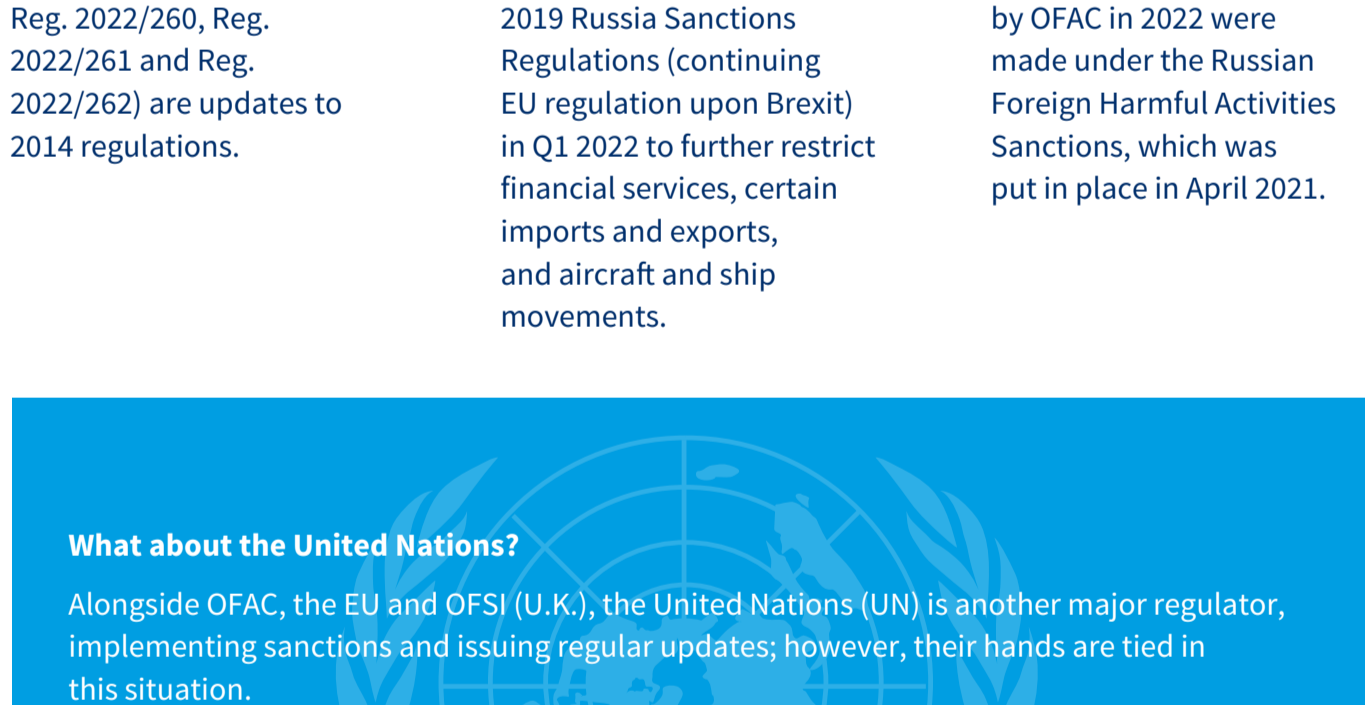 Reg. 2022/260, Reg.
2022/261 and Reg.
2022/262) are updates to
2014 regulations.
2019 Russia Sanctions
Regulations (continuing
EU regulation upon Brexit)
in Q1 2022 to further restrict
financial services, certain
imports and exports,
and aircraft and ship
movements.
by OFAC in 2022 were
made under the Russian
Foreign Harmful Activities
Sanctions, which was
put in place in April 2021.
What about the United Nations?
Alongside OFAC, the EU and OFSI (U.K.), the United Nations (UN) is another major regulator,
implementing sanctions and issuing regular updates; however, their hands are tied in
this situation.